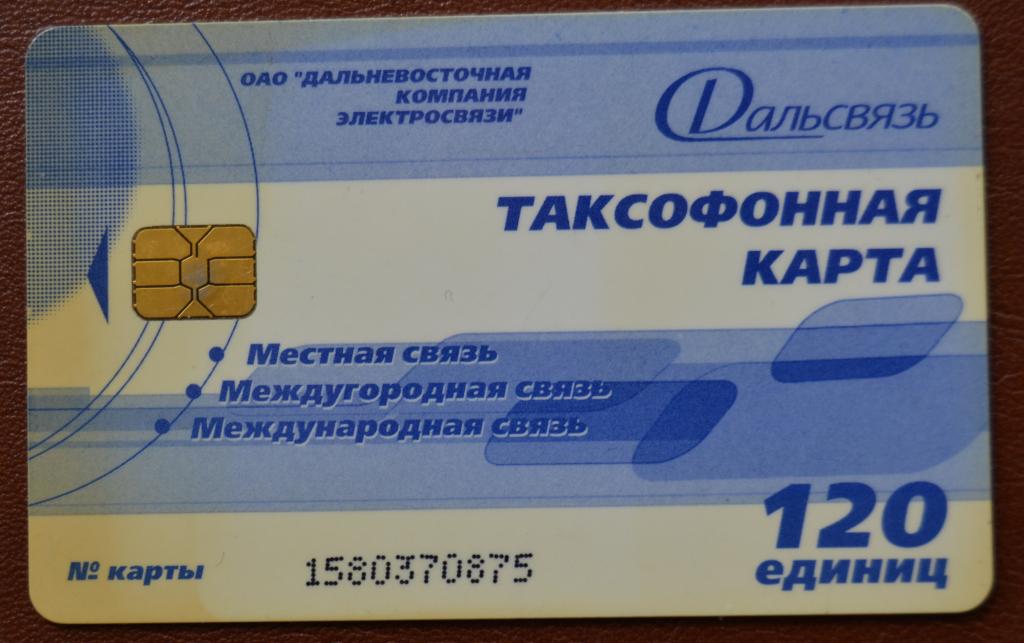 ОАО "ДАЛЬНЕВОСТОЧНАЯ
КОМПАНИЯ
ЭЛЕКТРОСВЯЗИ"
Дальсвязь
ТАКСОФОННАЯ
КАРТА
• Местная связь
• Междугородная связь
• Международная связь
120
единиц
№ карты 1580370875